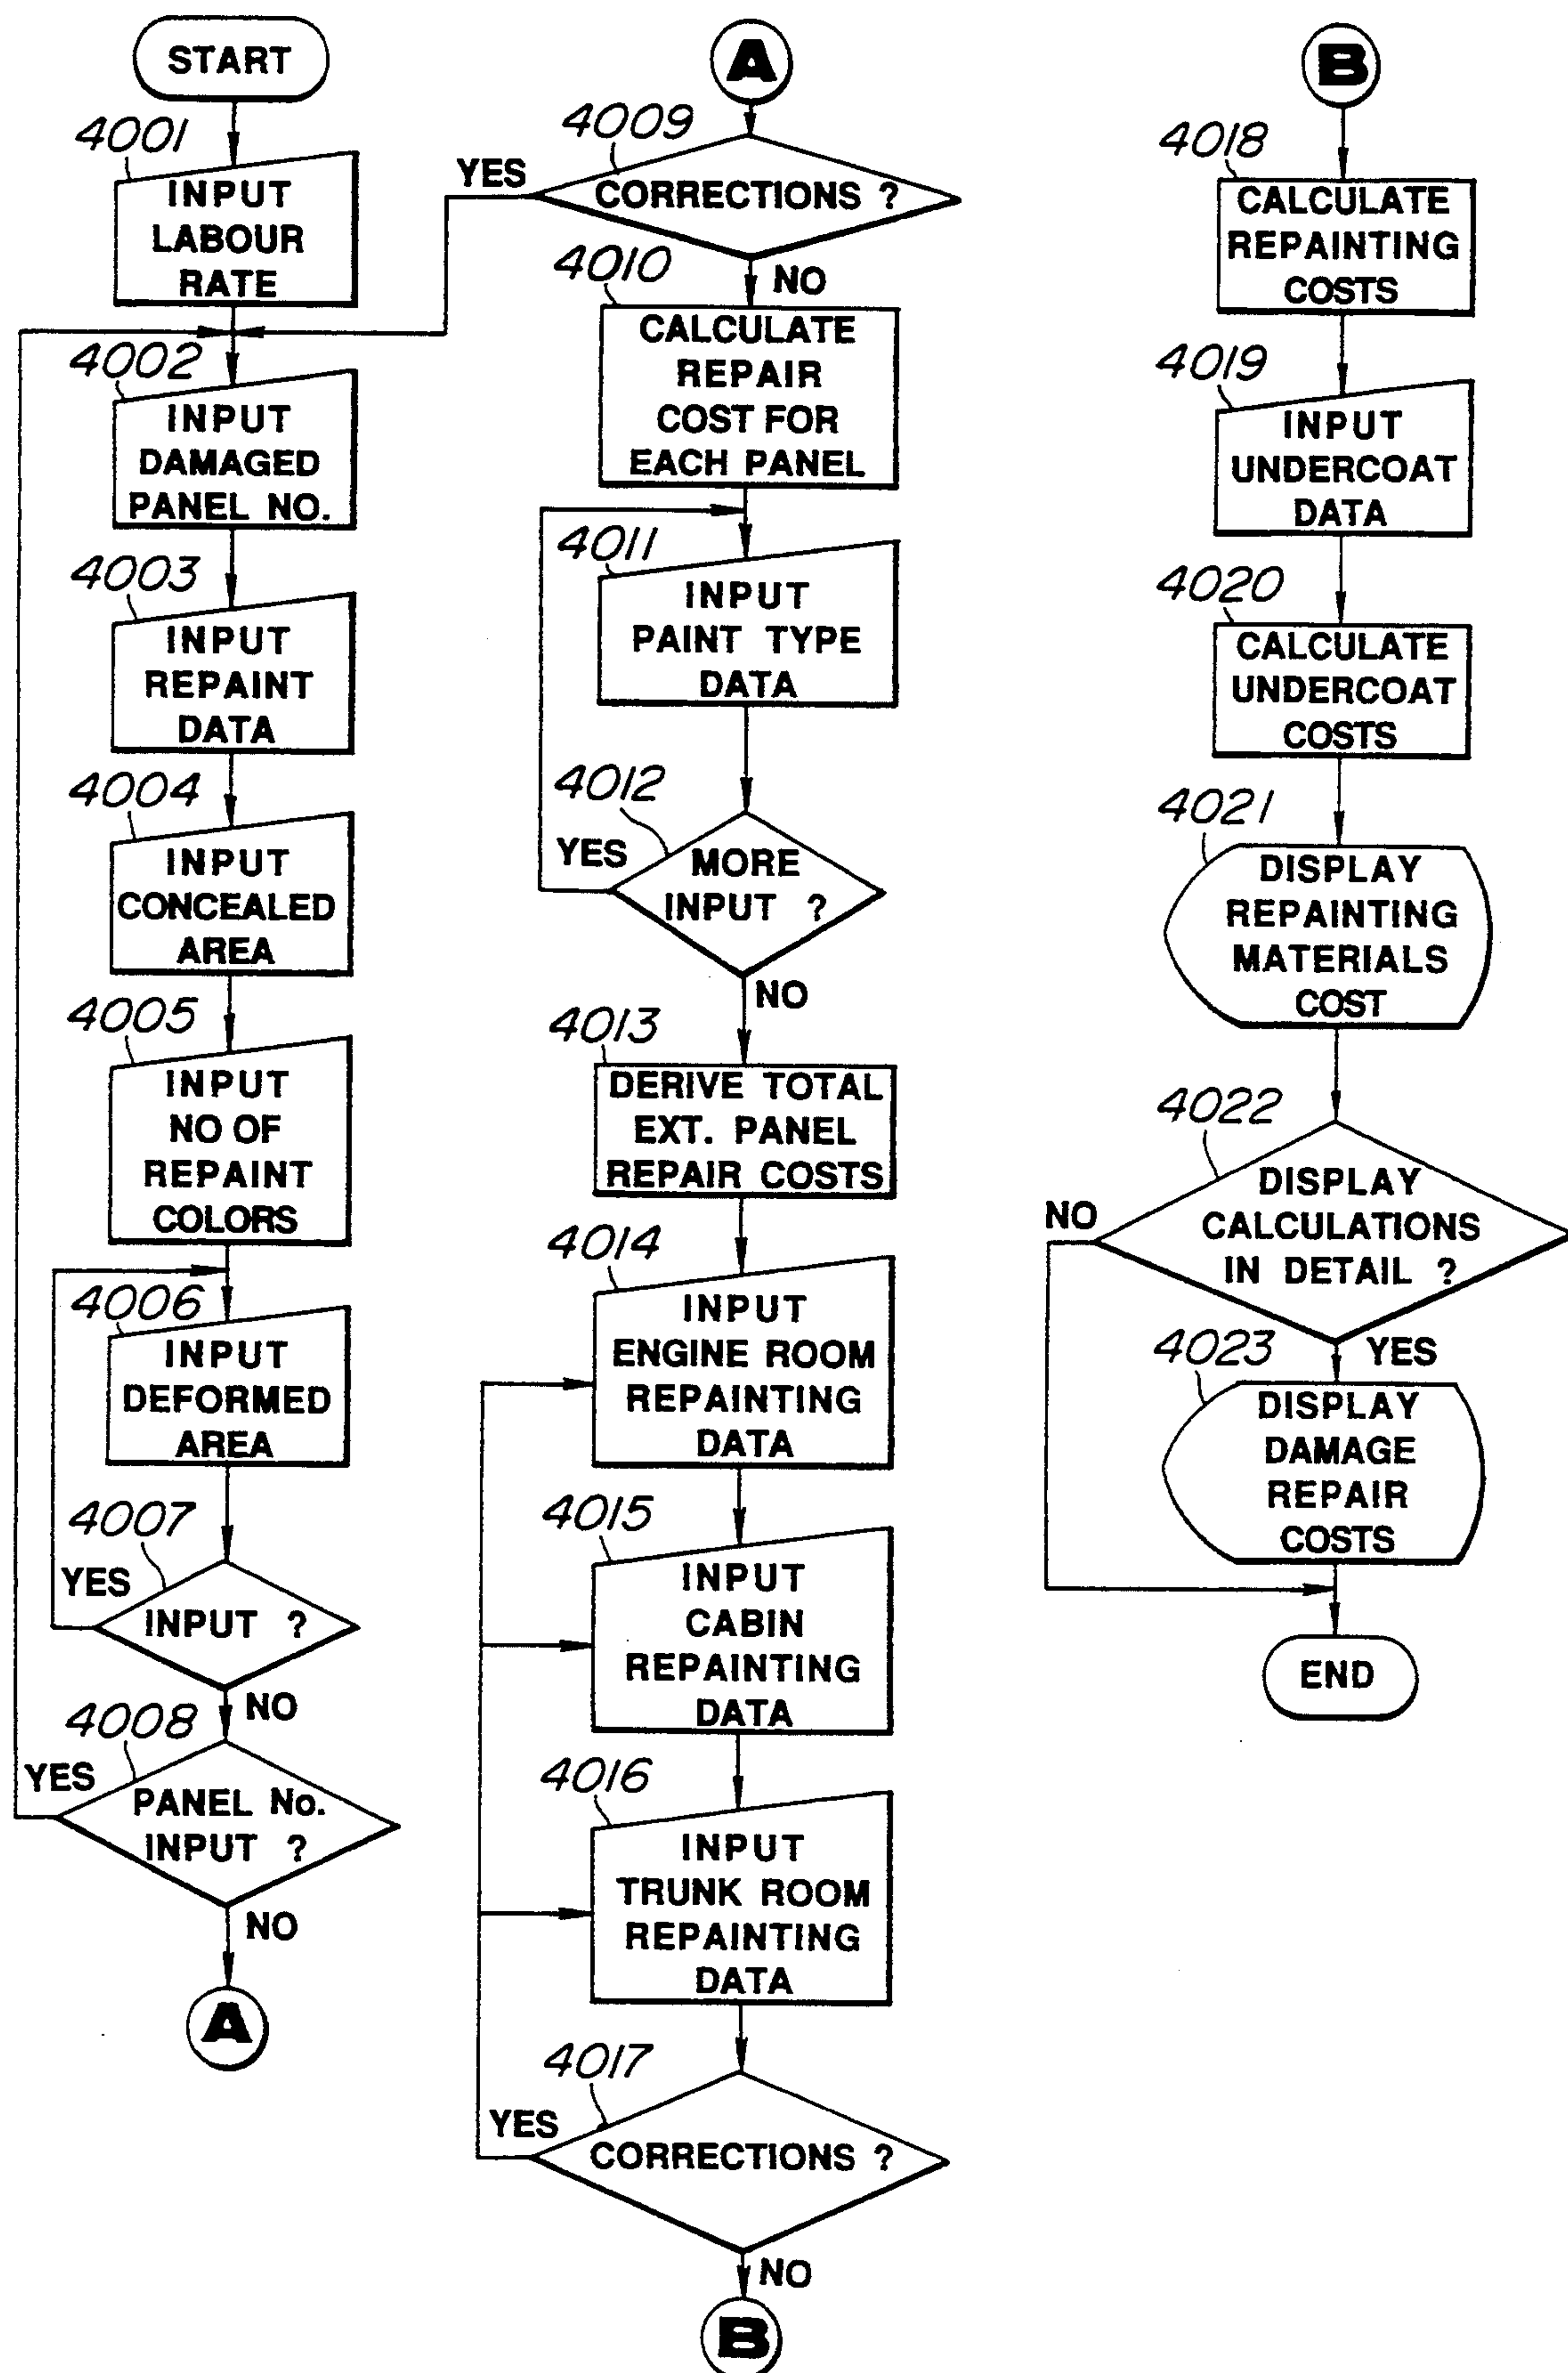 START
4001
INPUT
LABOUR
RATE
4002
INPUT
DAMAGED
PANEL NO.
4003
INPUT
REPAINT
DATA
4004
INPUT
CONCEALED
AREA
4005
INPUT
NO OF
REPAINT
COLORS
4006
INPUT
DEFORMED
AREA
4007
YES
INPUT ?
NO
4008
YES
PANEL No.
INPUT ?
NO
A
A
4009
YES
CORRECTIONS ?
4010
NO
CALCULATE
REPAIR
COST FOR
EACH PANEL
4011
INPUT
PAINT TYPE
DATA
4012
YES
MORE
INPUT ?
NO
4013
DERIVE TOTAL
EXT. PANEL
REPAIR COSTS
4014
INPUT
ENGINE ROOM
REPAINTING
DATA
4015
INPUT
CABIN
REPAINTING
DATA
4016
INPUT
TRUNK ROOM
REPAINTING
DATA
4017
YES
CORRECTIONS ?
NO
B
B
4018
CALCULATE
REPAINTING
COSTS
4019
INPUT
UNDERCOAT
DATA
4020
CALCULATE
UNDERCOAT
COSTS
4021
DISPLAY
REPAINTING
MATERIALS
COST
4022
DISPLAY
NO
CALCULATIONS
IN DETAIL ?
4023
YES
DISPLAY
DAMAGE
REPAIR
COSTS
END